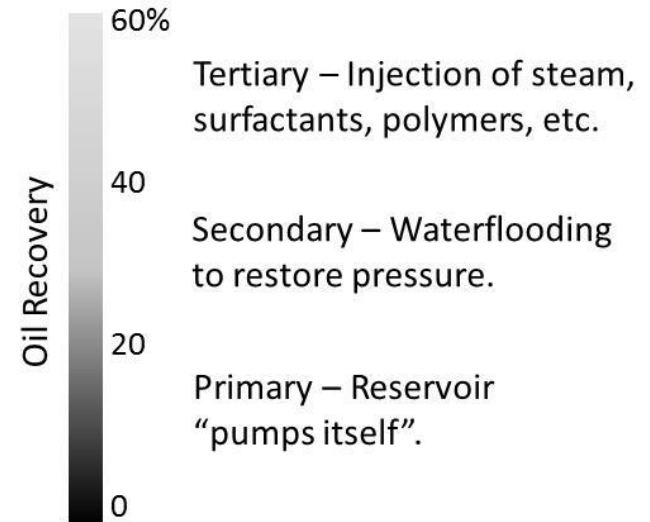 60%
Tertiary – Injection of steam,
surfactants, polymers, etc.
40
Secondary – Waterflooding
to restore pressure.
Oil Recovery
20
Primary – Reservoir
“pumps itself”.
0